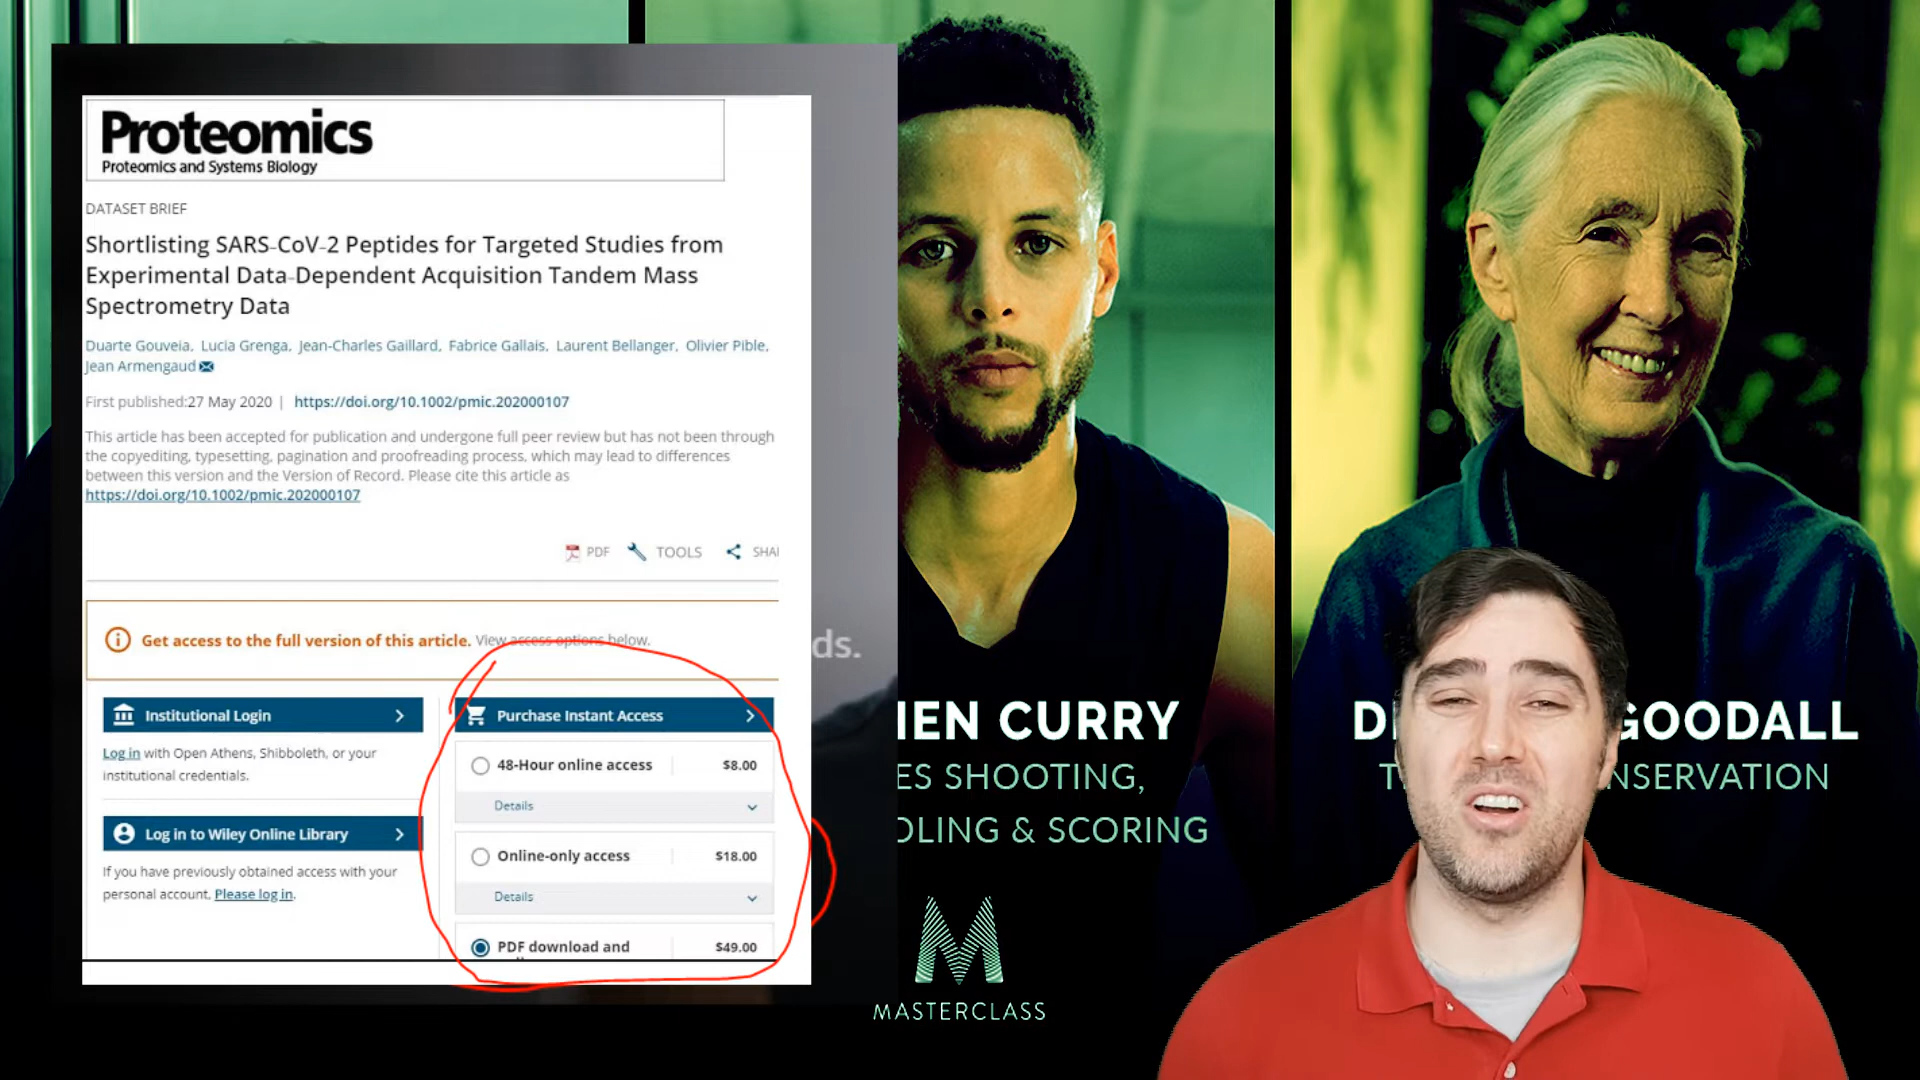 Proteomics
Proteomics and Systems Biology
DATASET BRIEF
Shortlisting SARS-CoV-2 Peptides for Targeted Studies from
Experimental Data-Dependent Acquisition Tandem Mass
Spectrometry Data
Duarte Gouveia, Lucia Grenga, Jean-Charles Gaillard, Fabrice Gallais, Laurent Bellanger, Olivier Pible,
Jean Armengaud
First published:27 May 2020 | https://doi.org/10.1002/pmic.202000107
This article has been accepted for publication and undergone full peer review but has not been through
the copyediting, typesetting, pagination and proofreading process, which may lead to differences
between this version and the Version of Record. Please cite this article as
https://doi.org/10.1002/pmic.202000107
PDF TOOLS SHA
Get access to the full version of this article. View access options below.
Institutional Login
Log in with Open Athens, Shibboleth, or your
institutional credentials.
Log in to Wiley Online Library
If you have previously obtained access with your
personal account, Please log in.
Purchase Instant Access
48-Hour online access $8.00
Details
Online-only access $18.00
Details
PDF download and $49.00
ds.
HEN CURRY
ES SHOOTING,
LING & SCORING
M
MASTERCLASS
GOODALL
NSERVATION